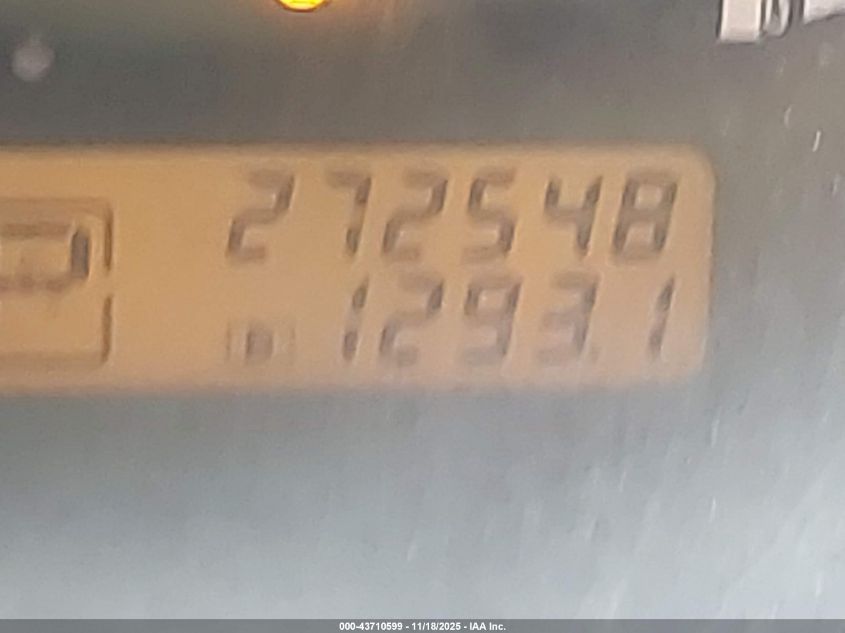 272548
B 1293.1
000-43710599 - 11/18/2025 - IAA Inc.